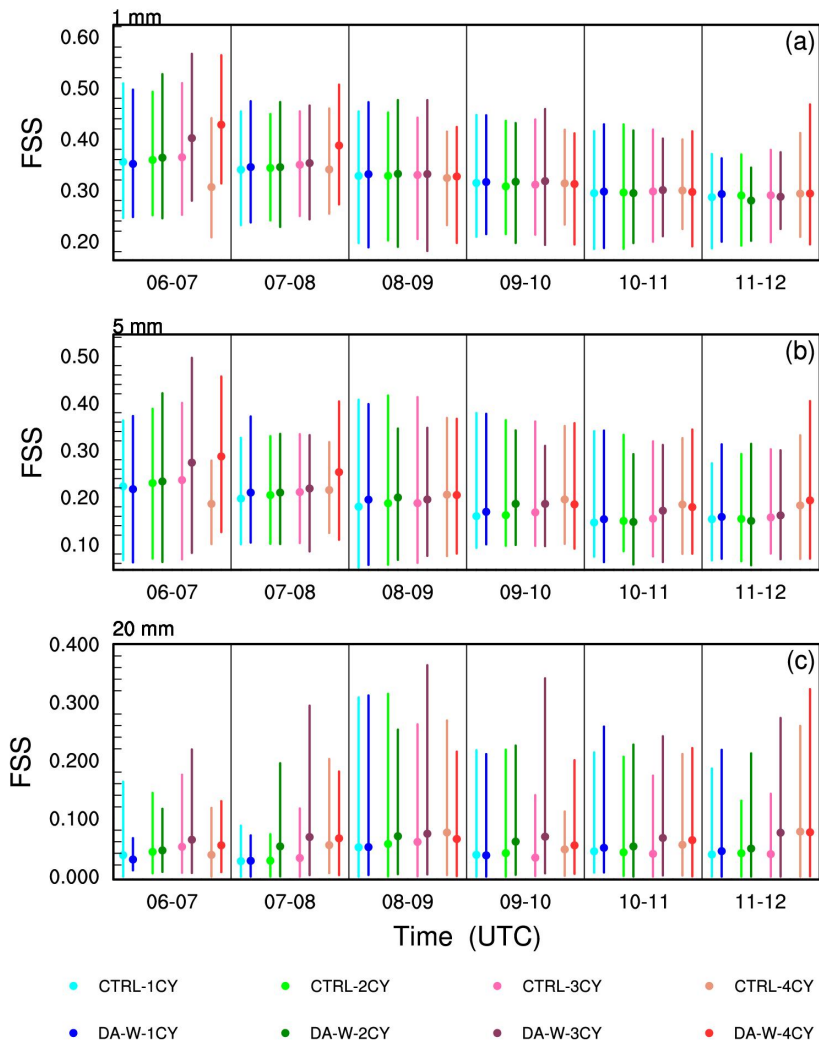 1 mm
(a)
0.60
0.50
0.40
0.30
0.20
FSS
06-07 07-08 08-09 09-10 10-11 11-12
5 mm
(b)
0.50
0.40
0.30
0.20
0.10
FSS
06-07 07-08 08-09 09-10 10-11 11-12
20 mm
(c)
0.400
0.300
0.200
0.100
0.000
FSS
06-07 07-08 08-09 09-10 10-11 11-12
Time (UTC)
CTRL-1CY CTRL-2CY CTRL-3CY CTRL-4CY
DA-W-1CY DA-W-2CY DA-W-3CY DA-W-4CY